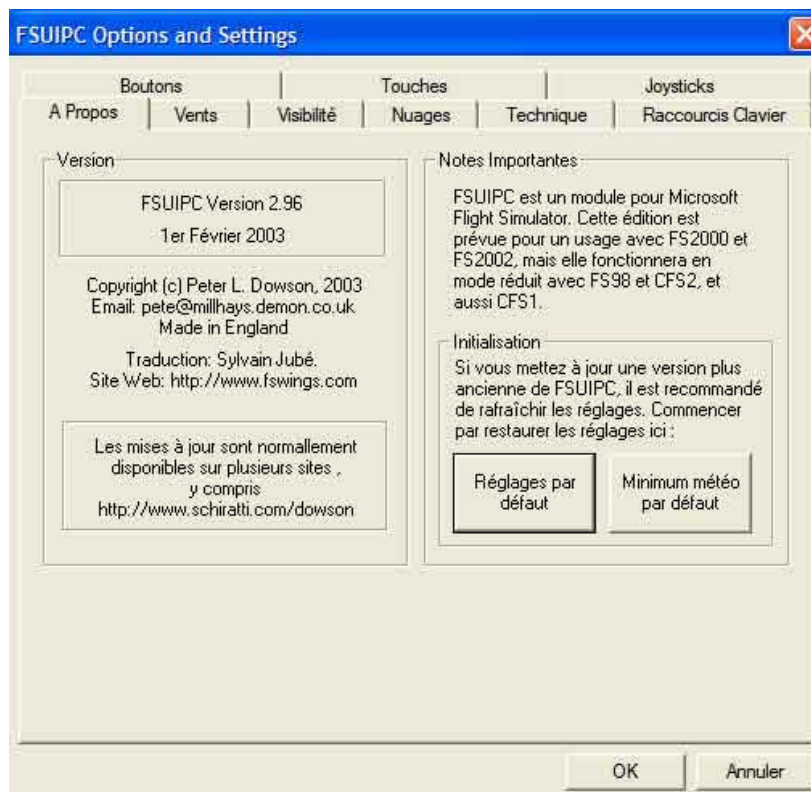 FSUIPC Options and Settings
Boutons
Touches
Joysticks
A Propos
Vents
Visibilité
Nuages
Technique
Raccourcis Clavier
Version
FSUIPC Version 2.96
1er Février 2003
Copyright (c) Peter L. Dowson, 2003
Email: pete@millhays.demon.co.uk
Made in England
Traduction: Sylvain Jubé.
Site Web: http://www.fswings.com
Les mises à jour sont normallement
disponibles sur plusieurs sites ,
y compris
http://www.schiratti.com/dowson
Notes Importantes
FSUIPC est un module pour Microsoft
Flight Simulator. Cette édition est
prévue pour un usage avec FS2000 et
FS2002, mais elle fonctionnera en
mode réduit avec FS98 et CFS2, et
aussi CFS1.
Initialisation
Si vous mettez à jour une version plus
ancienne de FSUIPC, il est recommandé
de rafraîchir les réglages. Commencer
par restaurer les réglages ici :
Réglages par
défaut
Minimum météo
par défaut
OK
Annuler